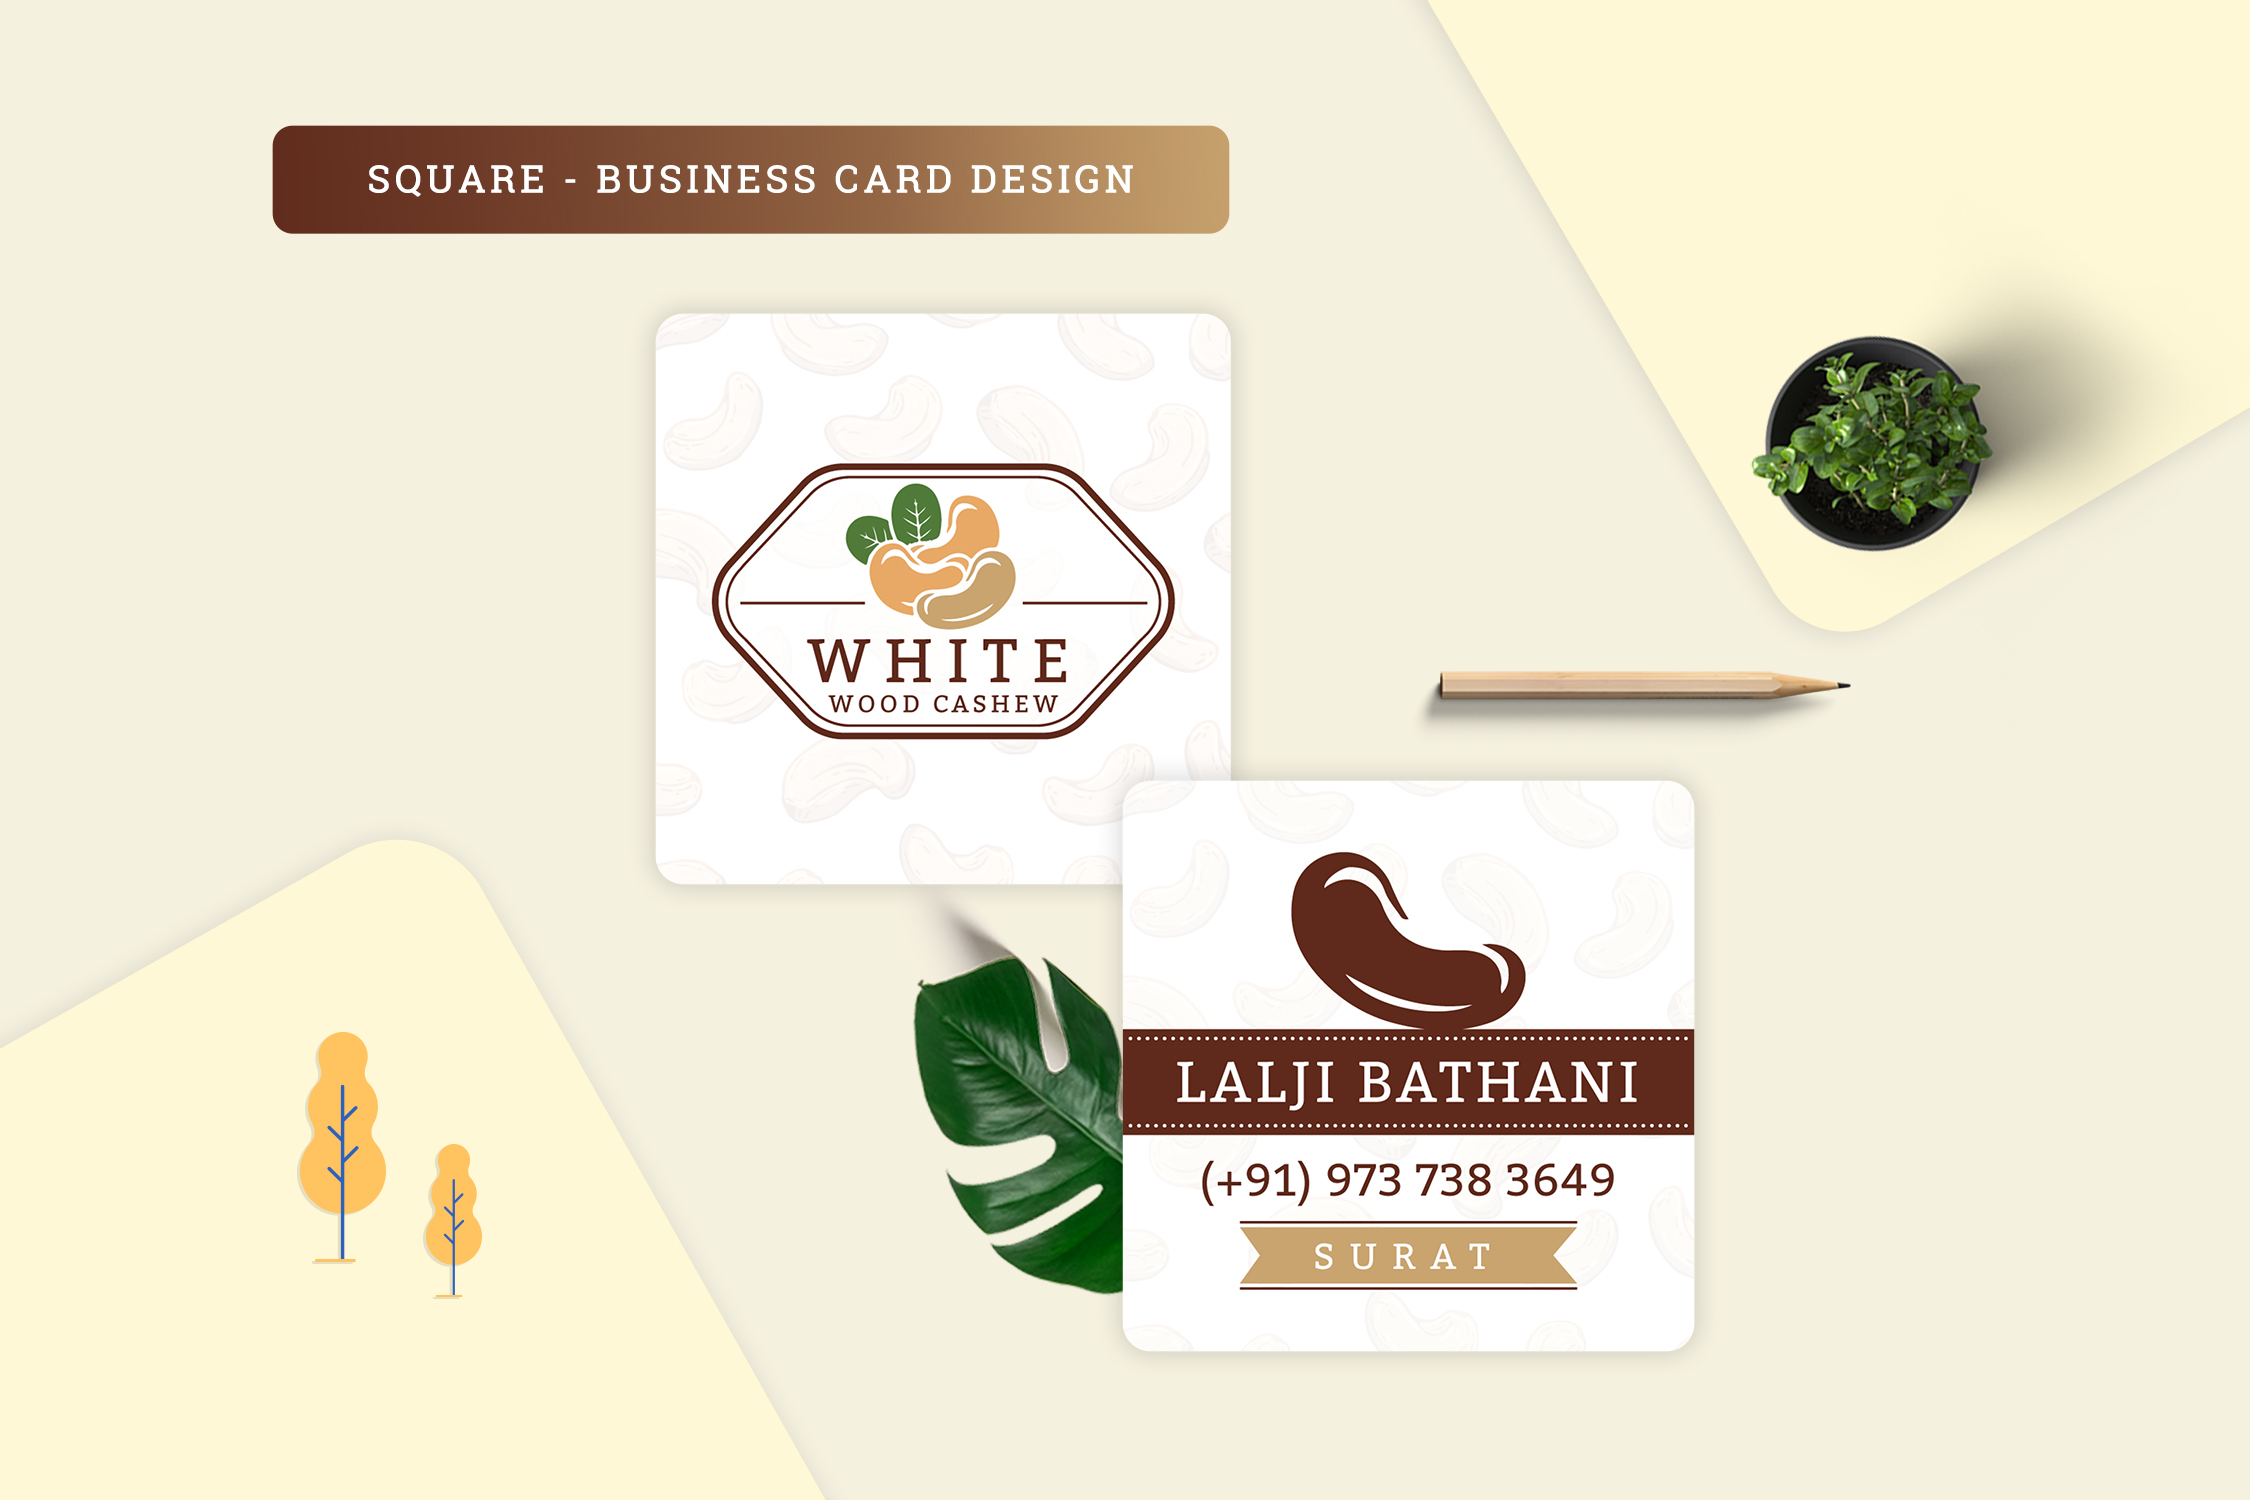 SQUARE - BUSINESS CARD DESIGN
WHITE
WOOD CASHEW
LALJI BATHANI
(+91) 973 738 3649
SURAT